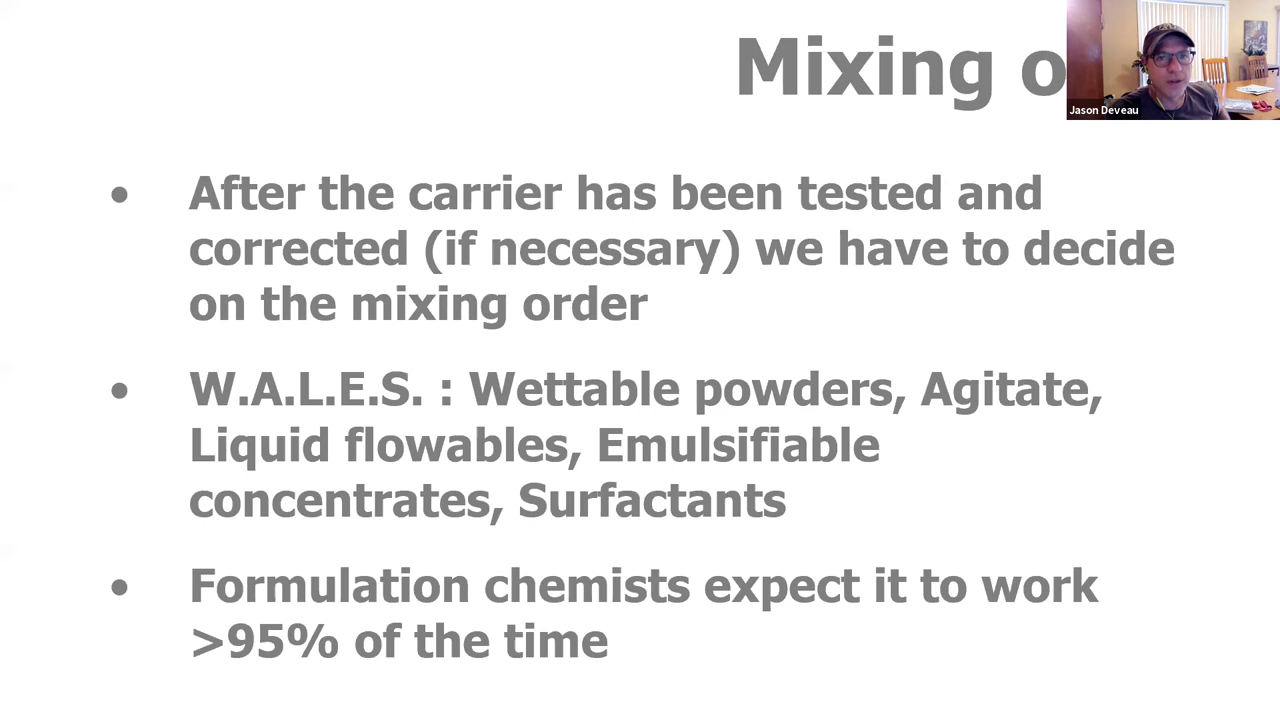 Mixing o
Jason Deveau
• After the carrier has been tested and
corrected (if necessary) we have to decide
on the mixing order
• W.A.L.E.S. : Wettable powders, Agitate,
Liquid flowables, Emulsifiable
concentrates, Surfactants
• Formulation chemists expect it to work
>95% of the time